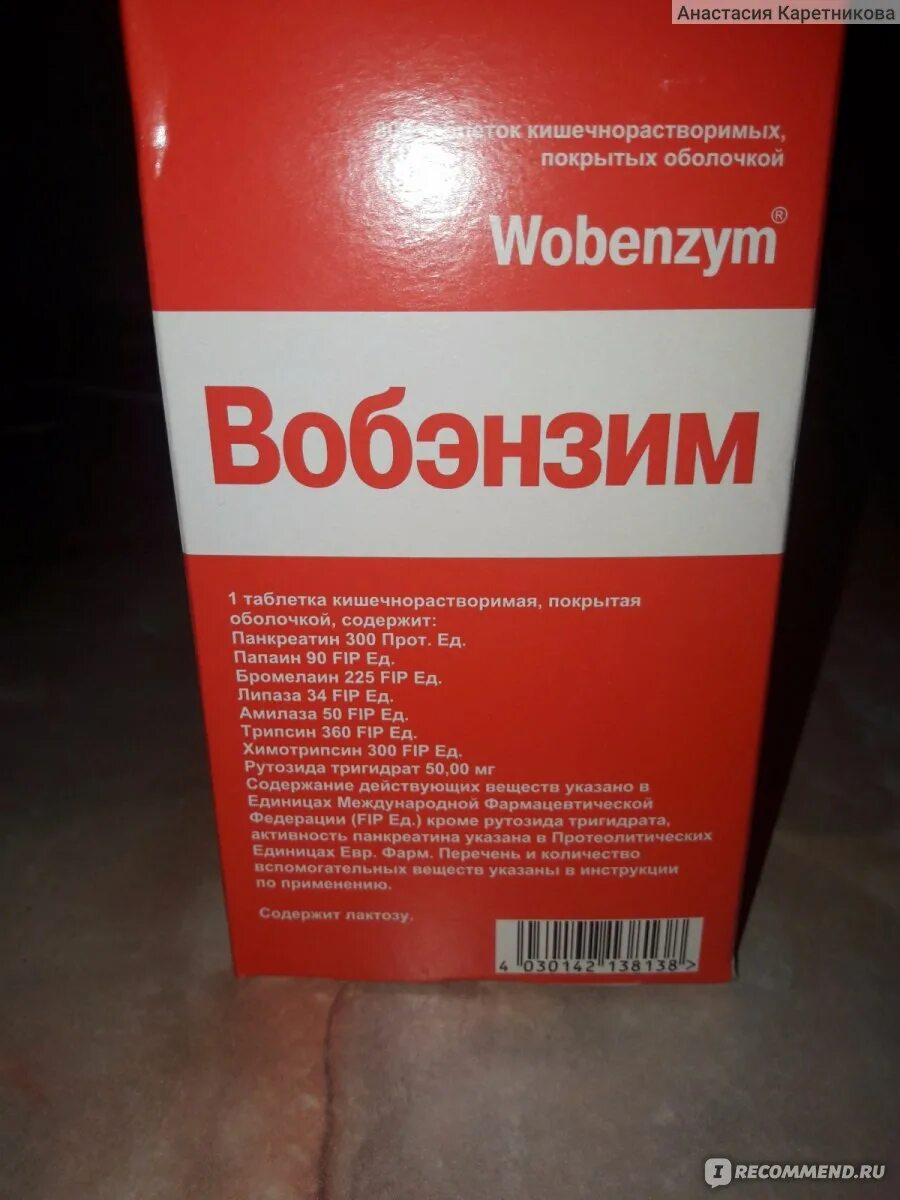 Анастасия Каретникова
кишечнорастворимых,
покрытых оболочкой
Wobenzym®
Вобэнзим
1 таблетка кишечнорастворимая, покрытая
оболочкой, содержит:
Панкреатин 300 Прот. Ед.
Папаин 90 FIP Ед.
Бромелаин 225 FIP Ед.
Липаза 34 FIP Ед.
Амилаза 50 FIP Ед.
Трипсин 360 FIP Ед.
Химотрипсин 300 FIP Ед.
Рутозида тригидрат 50,00 мг
Содержание действующих веществ указано в
Единицах Международной Фармацевтической
Федерации (FIP Ед.) кроме рутозида тригидрата,
активность панкреатина указана в Протеолитических
Единицах Евр. Фарм. Перечень и количество
вспомогательных веществ указаны в инструкции
по применению.
Содержит лактозу.
4 030142 138138 >
IRECOMMEND.RU